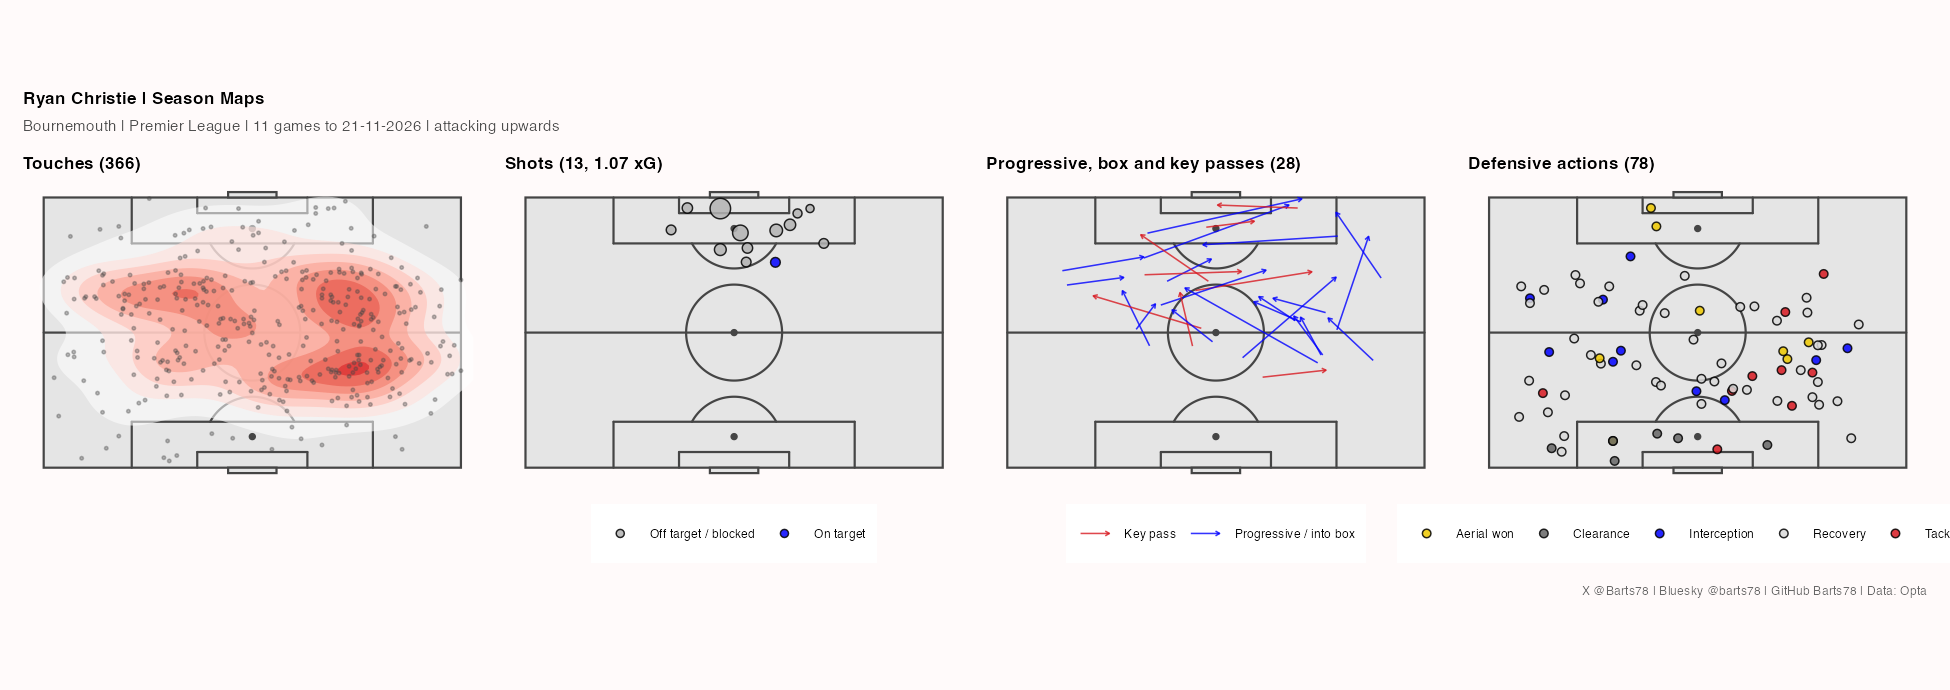 Ryan Christie | Season Maps
Bournemouth | Premier League | 11 games to 21-11-2026 | attacking upwards
Touches (366)
Shots (13, 1.07 xG)
Progressive, box and key passes (28)
Defensive actions (78)
Off target / blocked
On target
Key pass
Progressive / into box
Aerial won
Clearance
Interception
Recovery
Tack
X @Barts78 | Bluesky @barts78 | GitHub Barts78 | Data: Opta